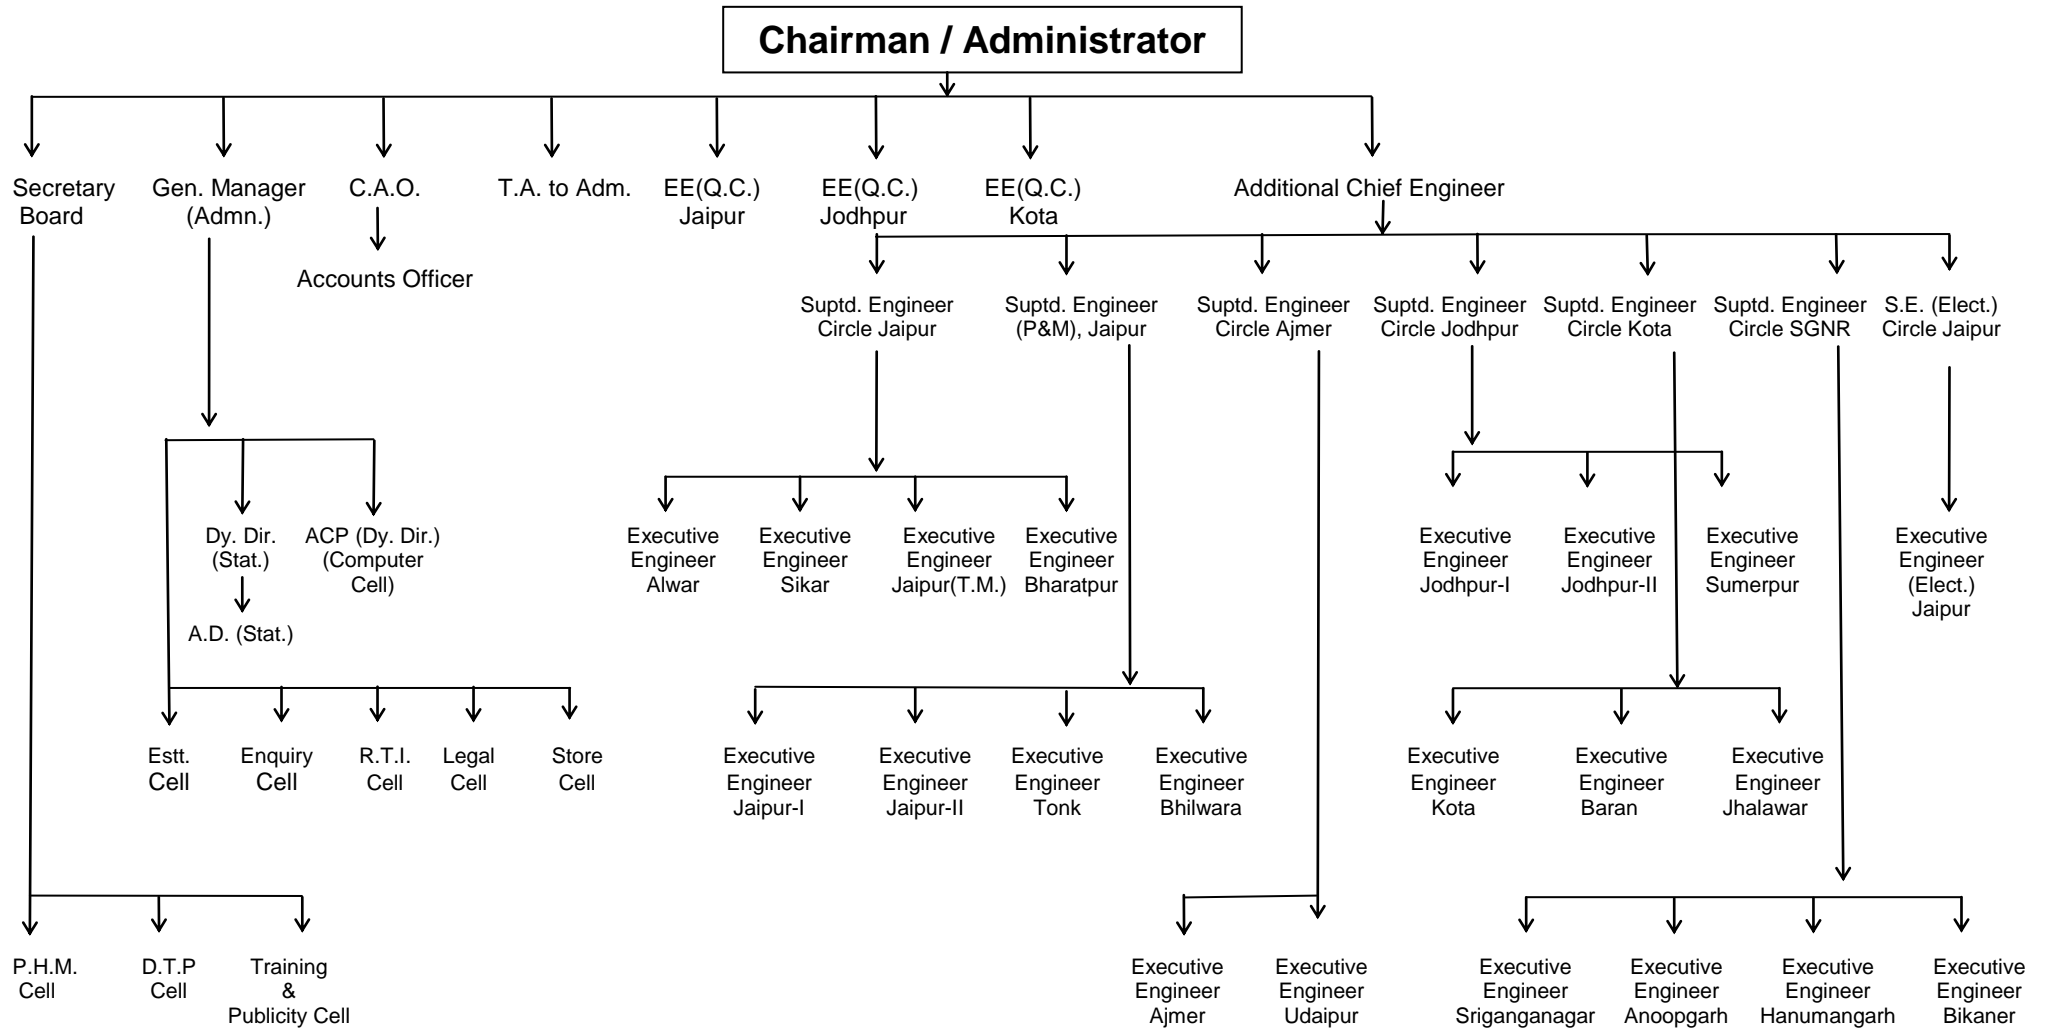 Chairman / Administrator
Secretary
Board
Gen. Manager
(Admn.)
C.A.O.
T.A. to Adm.
EE(Q.C.)
Jaipur
EE(Q.C.)
Jodhpur
EE(Q.C.)
Kota
Additional Chief Engineer
Accounts Officer
Suptd. Engineer
Circle Jaipur
Suptd. Engineer
(P&M), Jaipur
Suptd. Engineer
Circle Ajmer
Suptd. Engineer
Circle Jodhpur
Suptd. Engineer
Circle Kota
Suptd. Engineer
Circle SGNR
S.E. (Elect.)
Circle Jaipur
Dy. Dir.
(Stat.)
ACP (Dy. Dir.)
(Computer
Cell)
A.D. (Stat.)
Executive
Engineer
Alwar
Executive
Engineer
Sikar
Executive
Engineer
Jaipur(T.M.)
Executive
Engineer
Bharatpur
Executive
Engineer
Jodhpur-I
Executive
Engineer
Jodhpur-II
Executive
Engineer
Sumerpur
Executive
Engineer
(Elect.)
Jaipur
Estt.
Cell
Enquiry
Cell
R.T.I.
Cell
Legal
Cell
Store
Cell
Executive
Engineer
Jaipur-I
Executive
Engineer
Jaipur-II
Executive
Engineer
Tonk
Executive
Engineer
Bhilwara
Executive
Engineer
Kota
Executive
Engineer
Baran
Executive
Engineer
Jhalawar
P.H.M.
Cell
D.T.P
Cell
Training
&
Publicity Cell
Executive
Engineer
Ajmer
Executive
Engineer
Udaipur
Executive
Engineer
Sriganganagar
Executive
Engineer
Anoopgarh
Executive
Engineer
Hanumangarh
Executive
Engineer
Bikaner